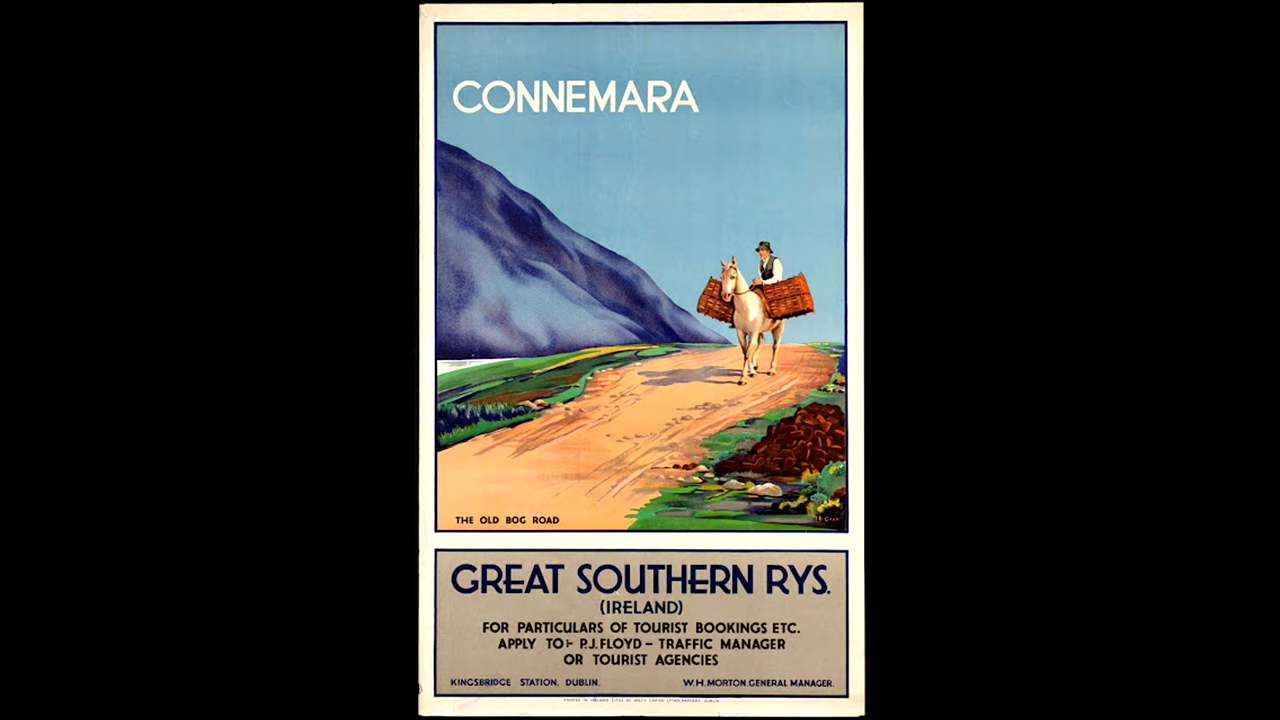 CONNEMARA
THE OLD BOG ROAD
GREAT SOUTHERN RYS.
(IRELAND)
FOR PARTICULARS OF TOURIST BOOKINGS ETC.
APPLY TO:- P.J. FLOYD – TRAFFIC MANAGER
OR TOURIST AGENCIES
KINGSBRIDGE STATION. DUBLIN. W.H. MORTON. GENERAL MANAGER.